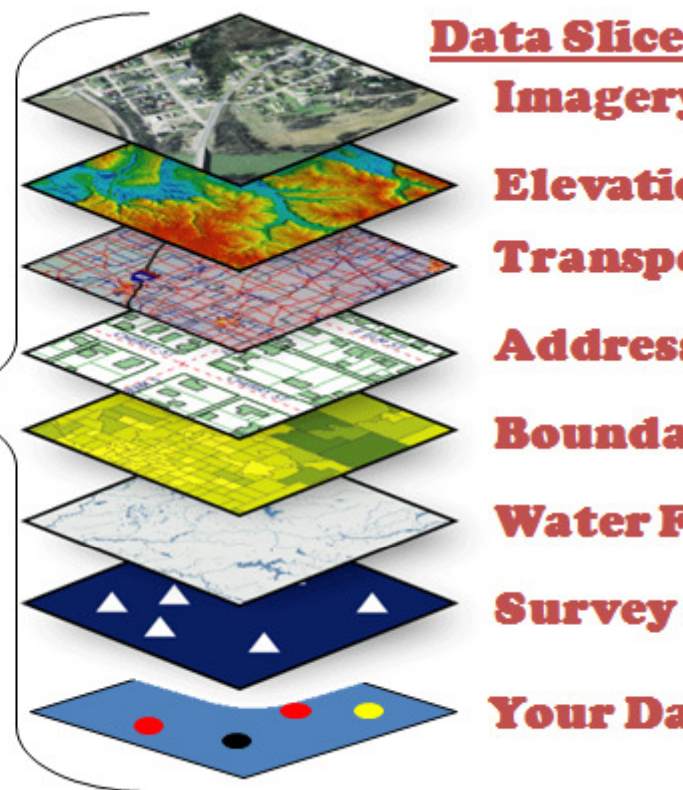 Data Slice
Imagery
Elevatio
Transpo
Address
Bounda
Water F
Survey
Your Da